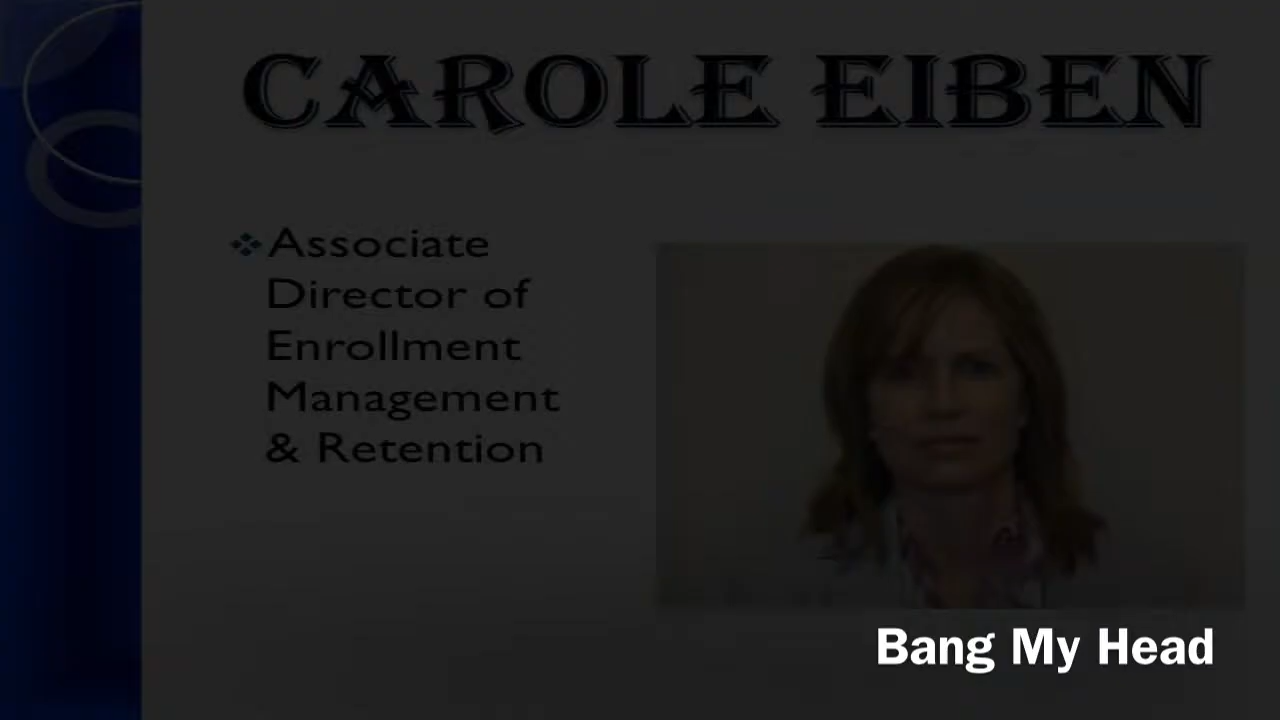 CAROLE EIBEN
Associate
Director of
Enrollment
Management
& Retention
Bang My Head